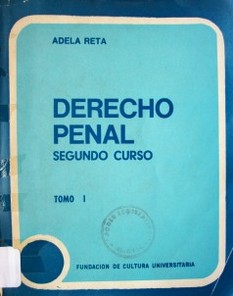 ADELA RETA
DERECHO
PENAL
SEGUNDO CURSO
TOMO I
FUNDACION DE CULTURA UNIVERSITARIA